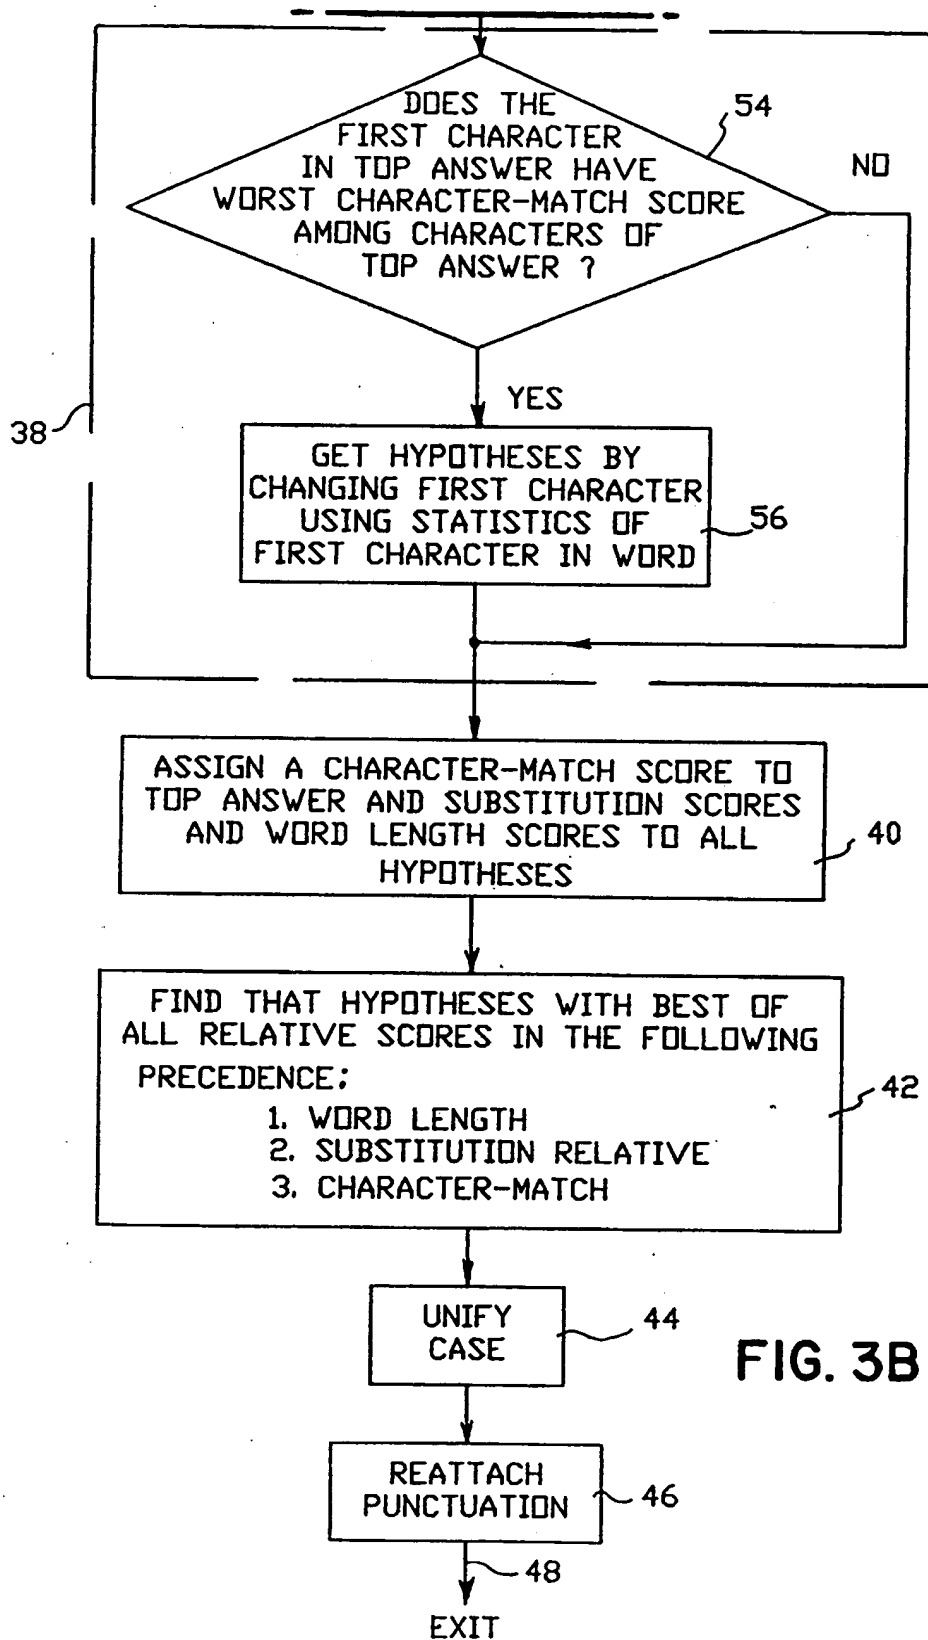 DOES THE
FIRST CHARACTER
IN TOP ANSWER HAVE
WORST CHARACTER-MATCH SCORE
AMONG CHARACTERS OF
TOP ANSWER ?
54
NO
YES
38
GET HYPOTHESES BY
CHANGING FIRST CHARACTER
USING STATISTICS OF
FIRST CHARACTER IN WORD
56
ASSIGN A CHARACTER-MATCH SCORE TO
TOP ANSWER AND SUBSTITUTION SCORES
AND WORD LENGTH SCORES TO ALL
HYPOTHESES
40
FIND THAT HYPOTHESES WITH BEST OF
ALL RELATIVE SCORES IN THE FOLLOWING
PRECEDENCE:
1. WORD LENGTH
2. SUBSTITUTION RELATIVE
3. CHARACTER-MATCH
42
UNIFY
CASE
44
FIG. 3B
REATTACH
PUNCTUATION
46
48
EXIT